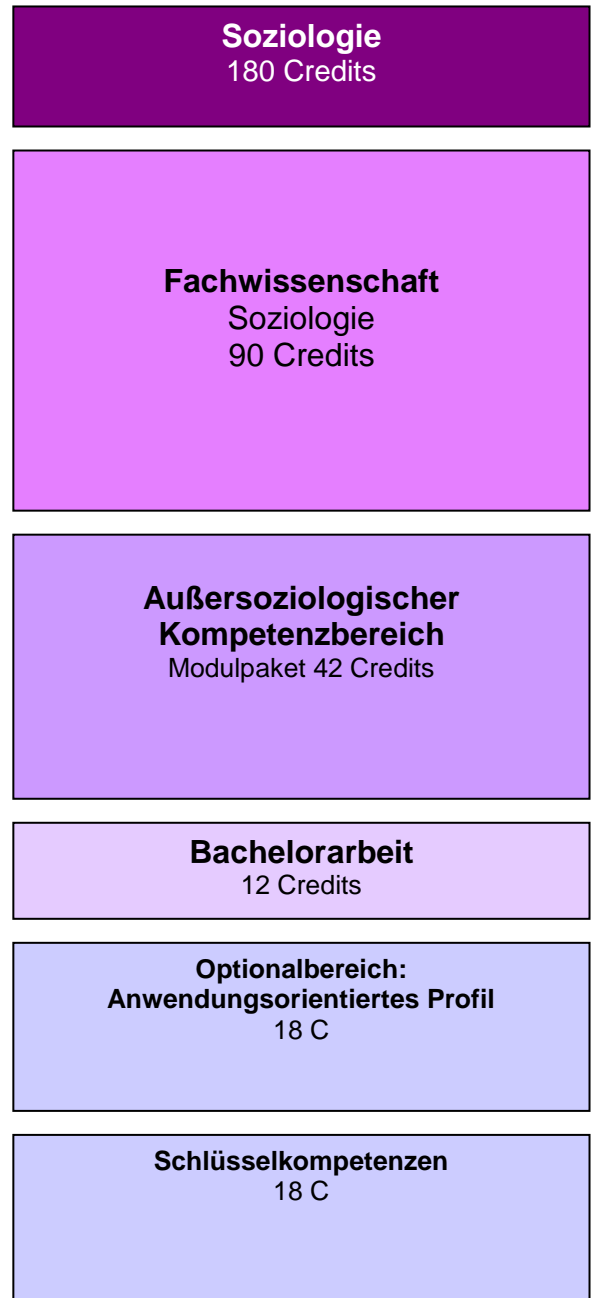 Soziologie
180 Credits
Fachwissenschaft
Soziologie
90 Credits
Außersoziologischer
Kompetenzbereich
Modulpaket 42 Credits
Bachelorarbeit
12 Credits
Optionalbereich:
Anwendungsorientiertes Profil
18 C
Schlüsselkompetenzen
18 C